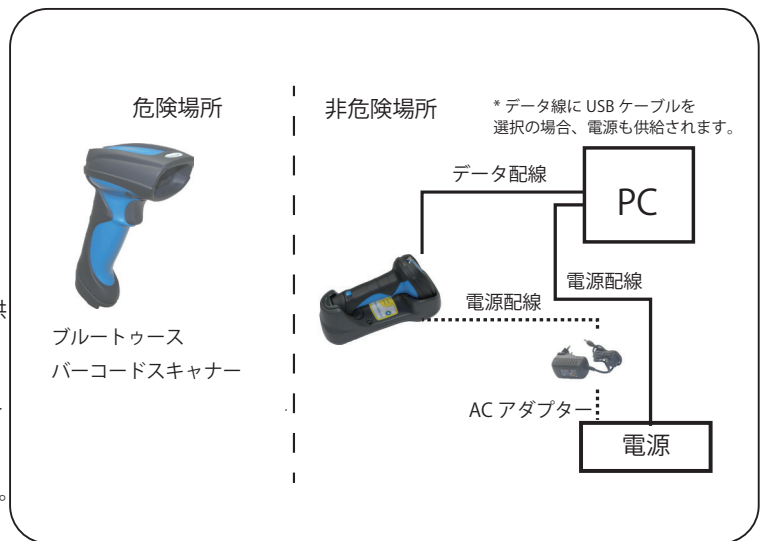 危険場所
非危険場所
* データ線に USB ケーブルを
選択の場合、電源も供給されます。
データ配線
PC
電源配線
電源配線
ブルートゥース
バーコードスキャナー
AC アダプター
電源